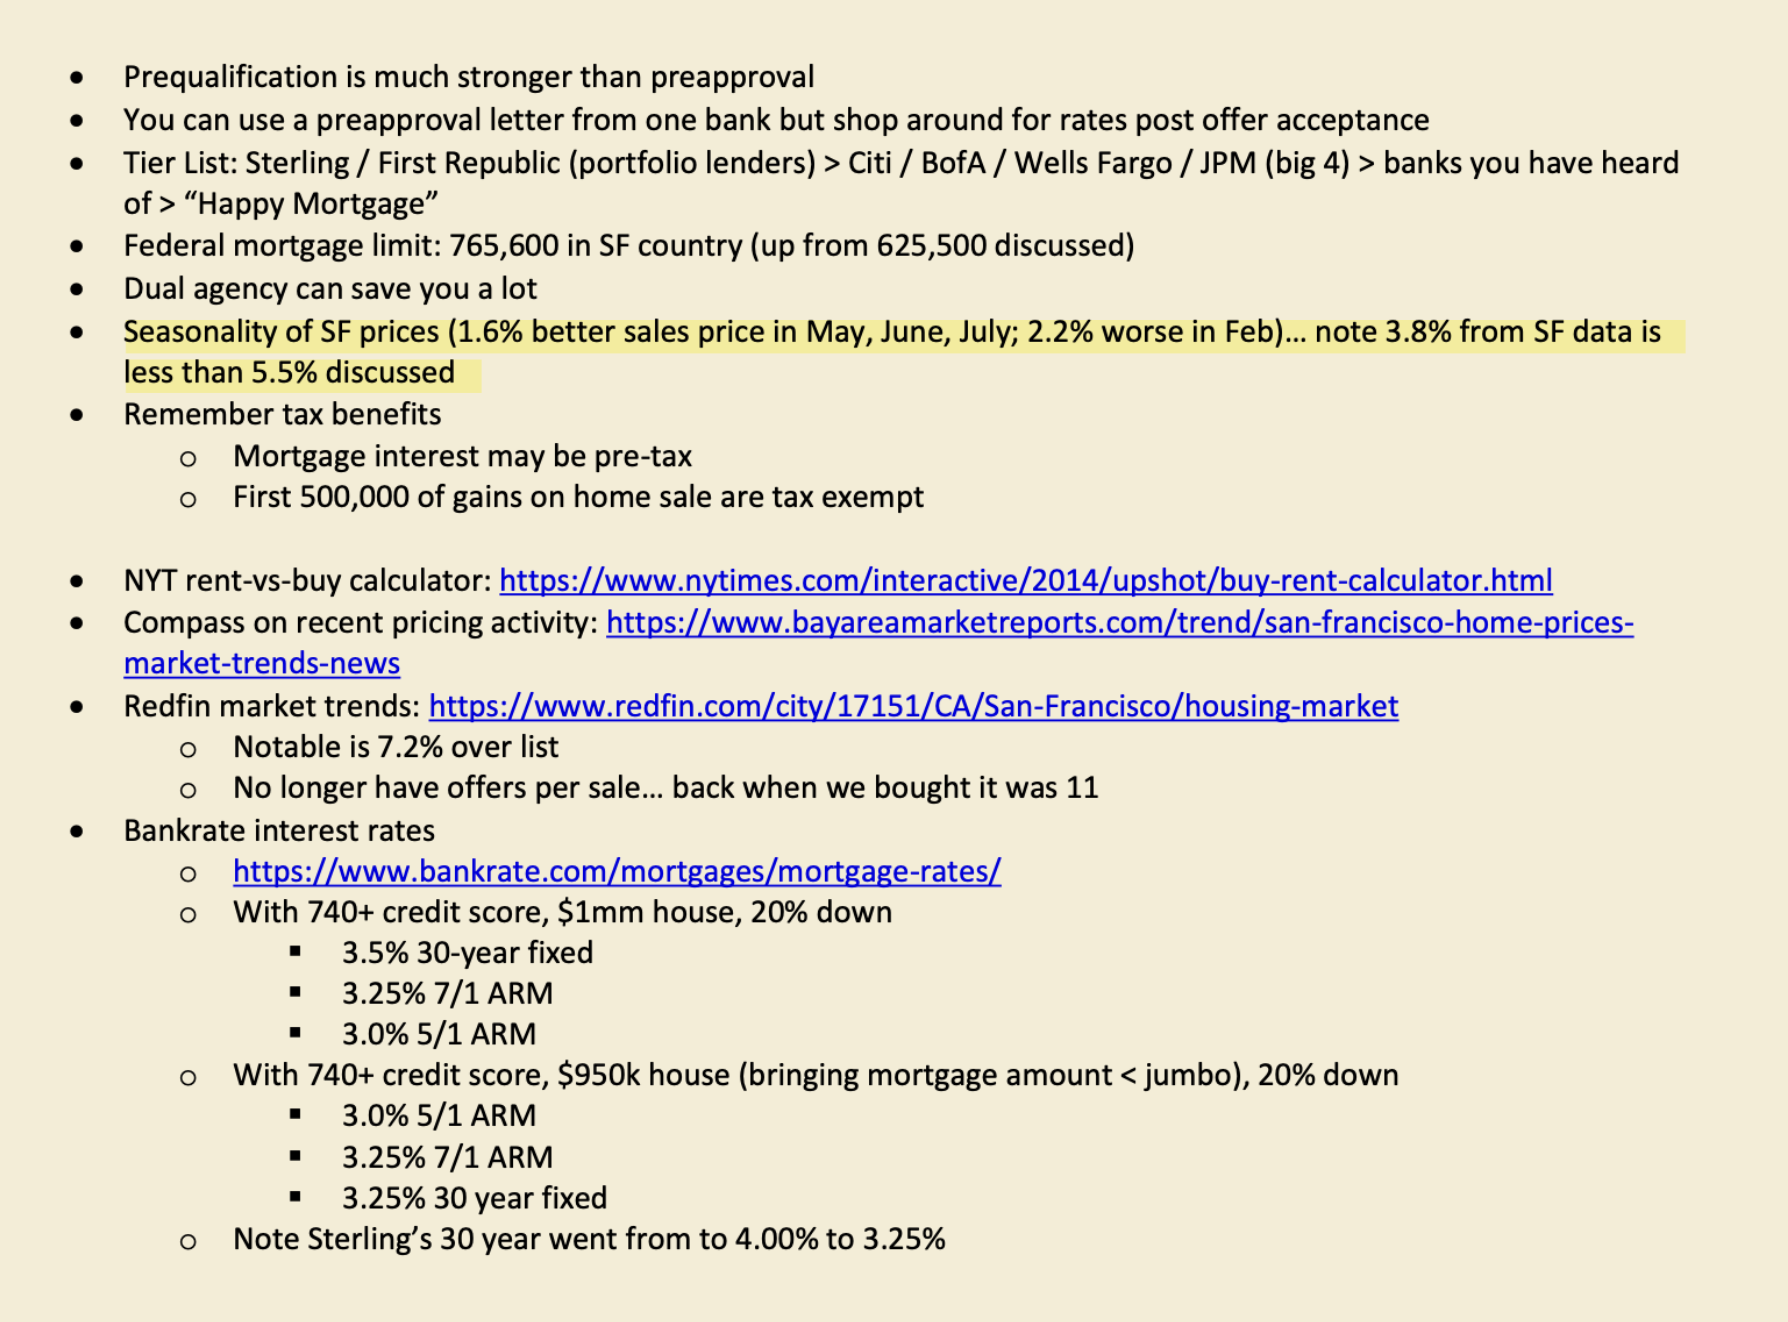 • Prequalification is much stronger than preapproval
• You can use a preapproval letter from one bank but shop around for rates post offer acceptance
• Tier List: Sterling / First Republic (portfolio lenders) > Citi / BofA / Wells Fargo / JPM (big 4) > banks you have heard
of > “Happy Mortgage”
• Federal mortgage limit: 765,600 in SF country (up from 625,500 discussed)
• Dual agency can save you a lot
• Seasonality of SF prices (1.6% better sales price in May, June, July; 2.2% worse in Feb)... note 3.8% from SF data is
less than 5.5% discussed
• Remember tax benefits
o Mortgage interest may be pre-tax
o First 500,000 of gains on home sale are tax exempt
• NYT rent-vs-buy calculator: https://www.nytimes.com/interactive/2014/upshot/buy-rent-calculator.html
• Compass on recent pricing activity: https://www.bayareamarketreports.com/trend/san-francisco-home-prices-
market-trends-news
• Redfin market trends: https://www.redfin.com/city/17151/CA/San-Francisco/housing-market
o Notable is 7.2% over list
o No longer have offers per sale... back when we bought it was 11
• Bankrate interest rates
o https://www.bankrate.com/mortgages/mortgage-rates/
o With 740+ credit score, $1mm house, 20% down
▪ 3.5% 30-year fixed
▪ 3.25% 7/1 ARM
▪ 3.0% 5/1 ARM
o With 740+ credit score, $950k house (bringing mortgage amount < jumbo), 20% down
▪ 3.0% 5/1 ARM
▪ 3.25% 7/1 ARM
▪ 3.25% 30 year fixed
o Note Sterling’s 30 year went from to 4.00% to 3.25%